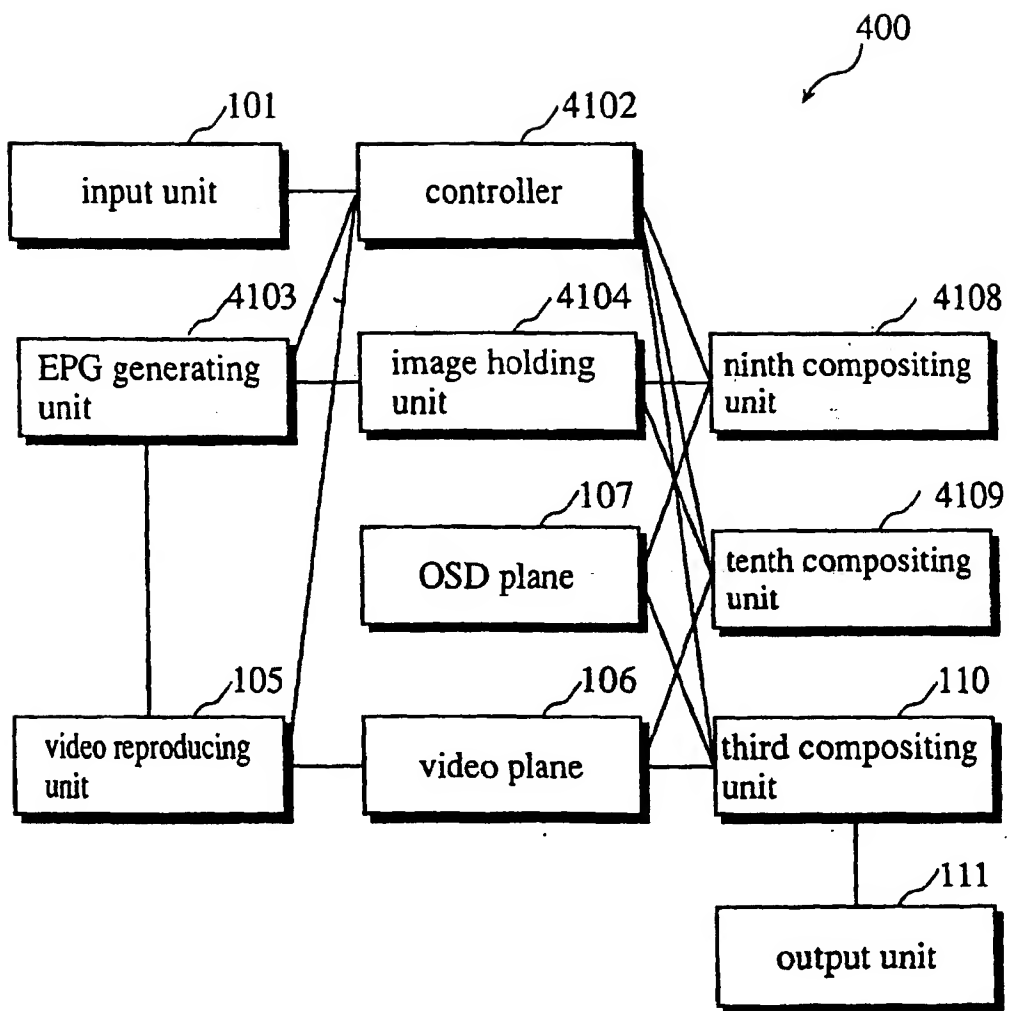 400
101
4102
input unit
controller
4103
4104
4108
EPG generating
unit
image holding
unit
ninth compositing
unit
107
4109
OSD plane
tenth compositing
unit
105
106
110
video reproducing
unit
video plane
third compositing
unit
111
output unit